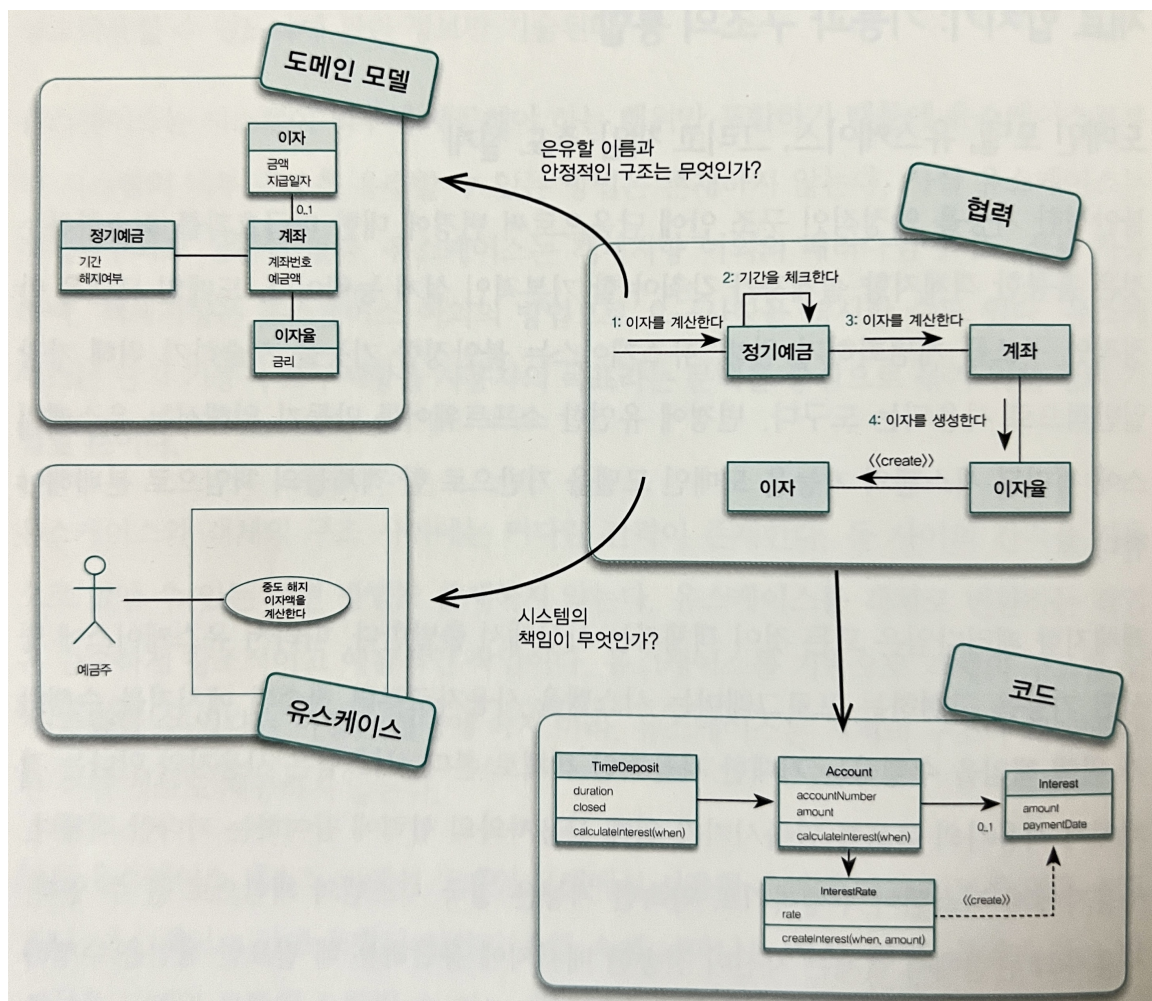 도메인 모델
이자
금액
지급일자
0..1
정기예금
기간
해지여부
계좌
계좌번호
예금액
이자율
금리
은유할 이름과
안정적인 구조는 무엇인가?
협력
2: 기간을 체크한다
1: 이자를 계산한다
3: 이자를 계산한다
정기예금
계좌
4: 이자를 생성한다
《create》
이자
이자율
중도 해지
이자액을
계산한다
예금주
유스케이스
시스템의
책임이 무엇인가?
코드
TimeDeposit
duration
closed
calculateInterest(when)
Account
accountNumber
amount
calculateInterest(when)
Interest
amount
paymentDate
0..1
InterestRate
rate
createInterest(when, amount)
《create》